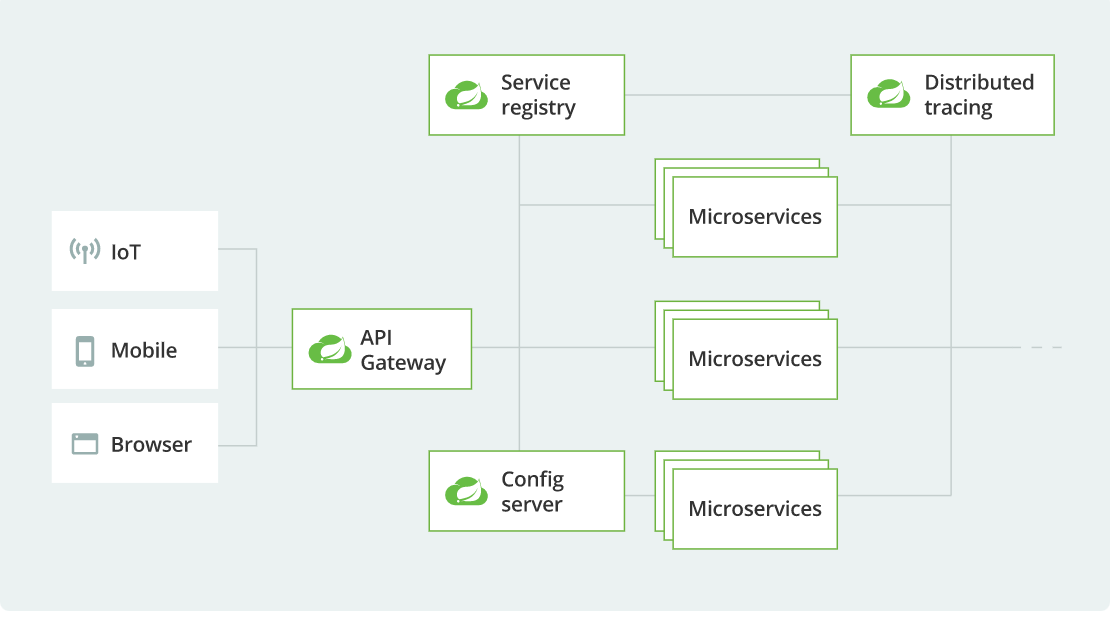 Service
registry
Distributed
tracing
Microservices
IoT
Mobile
Browser
API
Gateway
Microservices
Config
server
Microservices